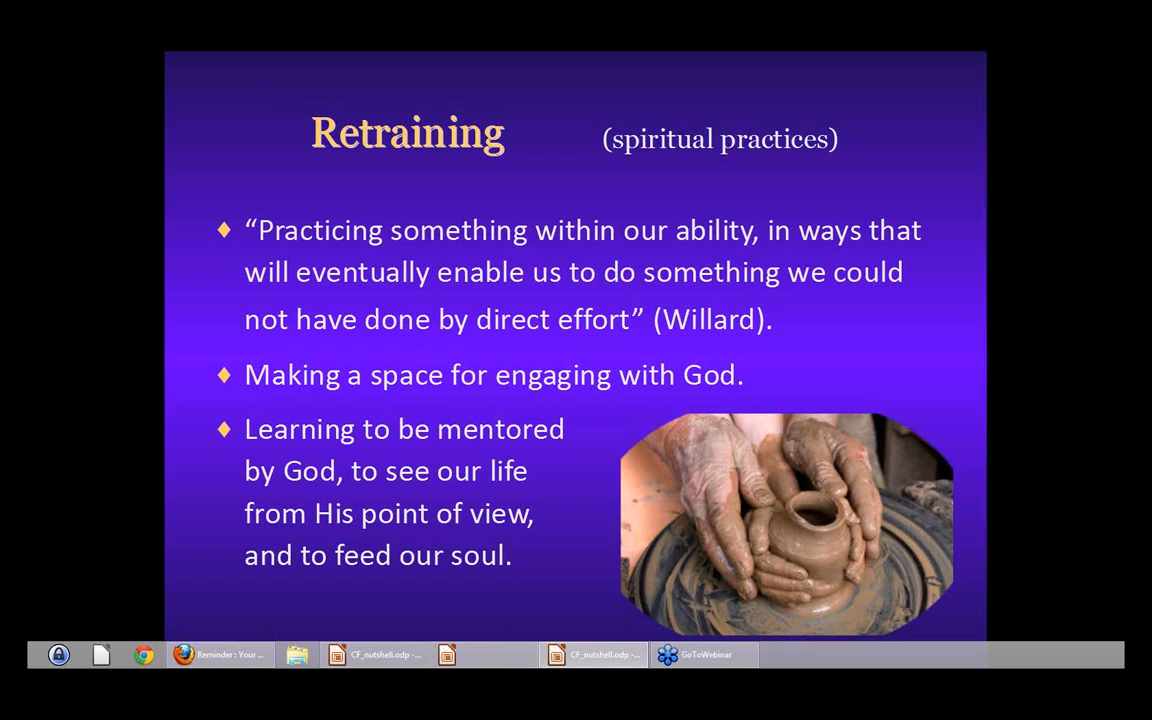 Retraining (spiritual practices)
“Practicing something within our ability, in ways that
will eventually enable us to do something we could
not have done by direct effort” (Willard).
Making a space for engaging with God.
Learning to be mentored
by God, to see our life
from His point of view,
and to feed our soul.
Reminder: Your ... CF_nutshell.odp -... CF_nutshell.odp -... GoToWebinar